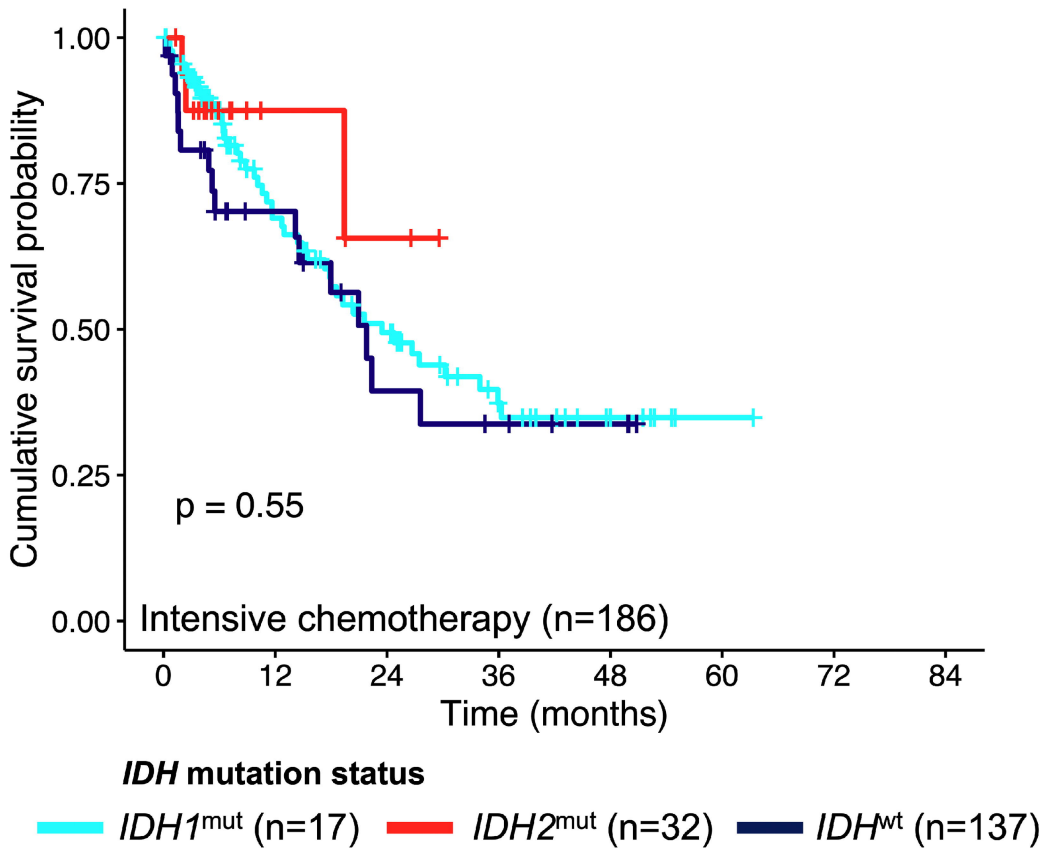 Cumulative survival probability
1.00
0.75
0.50
0.25
0.00
p = 0.55
Intensive chemotherapy (n=186)
0 12 24 36 48 60 72 84
Time (months)
IDH mutation status
IDH1mut (n=17) IDH2mut (n=32) IDHwt (n=137)